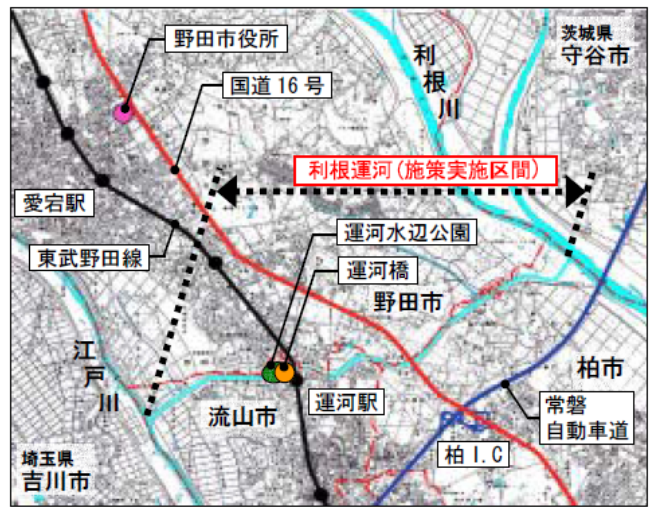 野田市役所
国道16号
利根川
茨城県
守谷市
利根運河(施策実施区間)
愛宕駅
運河水辺公園
東武野田線
運河橋
野田市
江戸川
柏市
流山市
運河駅
常磐
自動車道
柏I.C
埼玉県
吉川市